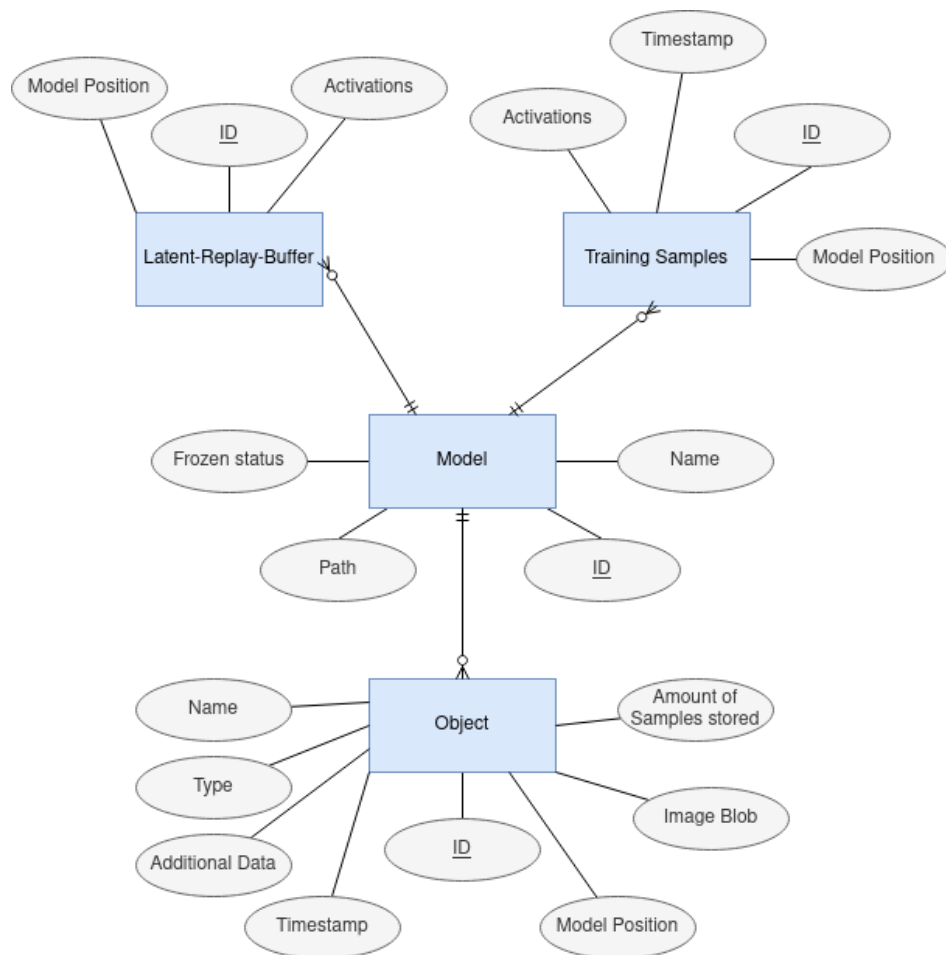 Timestamp
Model Position
Activations
Activations
ID
ID
Latent-Replay-Buffer
Training Samples
Model Position
Frozen status
Model
Name
Path
ID
Name
Object
Amount of
Samples stored
Type
Image Blob
ID
Additional Data
Timestamp
Model Position